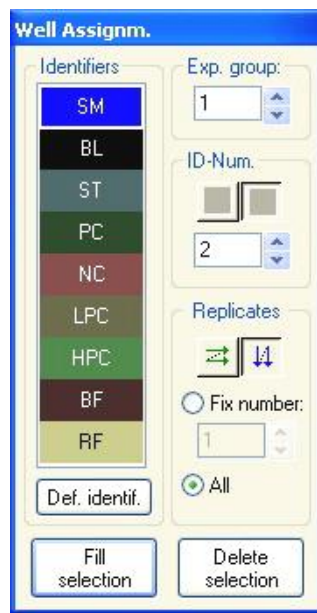 Well Assignm.
Identifiers
SM
BL
ST
PC
NC
LPC
HPC
BF
RF
Def. identif.
Exp. group:
1
ID-Num.
2
Replicates
Fix number:
1
All
Fill
selection
Delete
selection